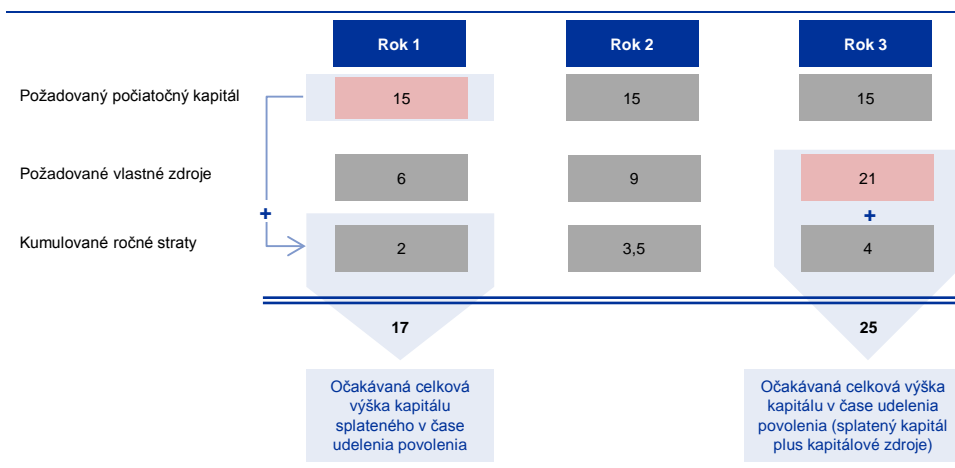 Rok 1 Rok 2 Rok 3
Požadovaný počiatočný kapitál 15 15 15
Požadované vlastné zdroje 6 9 21
+ +
Kumulované ročné straty 2 3,5 4
17 25
Očakávaná celková
výška kapitálu
splateného v čase
udelenia povolenia
Očakávaná celková výška
kapitálu v čase udelenia
povolenia (splatený kapitál
plus kapitálové zdroje)